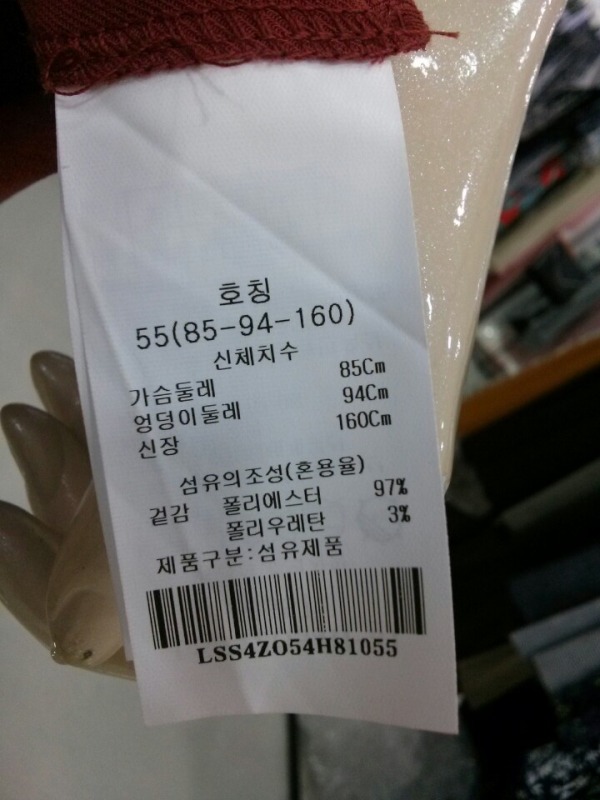 호칭
55(85-94-160)
신체치수
가슴둘레 85Cm
엉덩이둘레 94Cm
신장 160Cm
섬유의조성(혼용율)
겉감 폴리에스터 97%
폴리우레탄 3%
제품구분:섬유제품
LSS4ZO54H81055